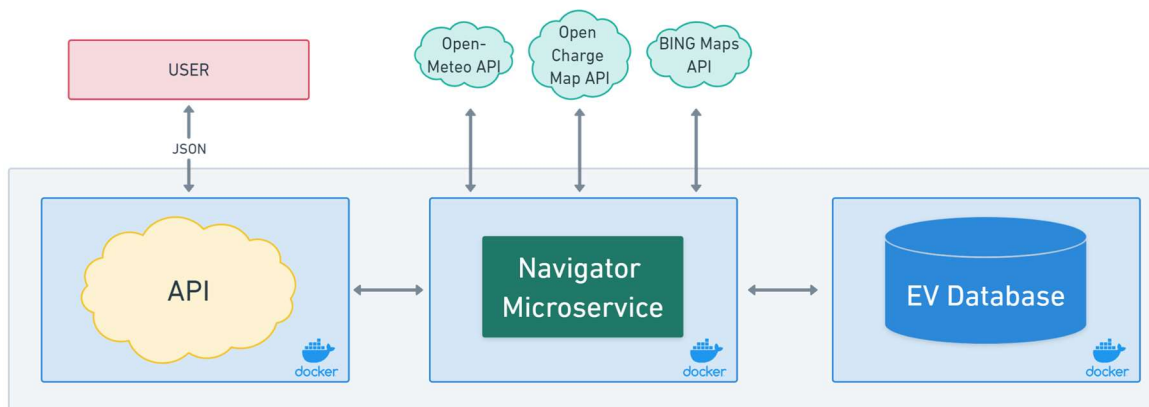 USER
Open-
Meteo API
Open
Charge
Map API
BING Maps
API
JSON
API
docker
Navigator
Microservice
docker
EV Database
docker